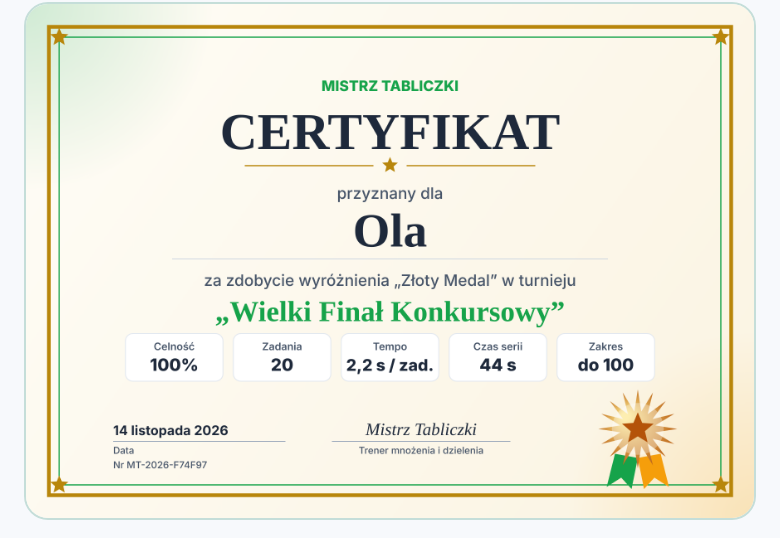 MISTRZ TABLICZKI
CERTYFIKAT
przyznany dla
Ola
za zdobycie wyróżnienia „Złoty Medal” w turnieju
„Wielki Finał Konkursowy”
Celność
100%
Zadania
20
Tempo
2,2 s / zad.
Czas serii
44 s
Zakres
do 100
14 listopada 2026
Data
Nr MT-2026-F74F97
Mistrz Tabliczki
Trener mnożenia i dzielenia